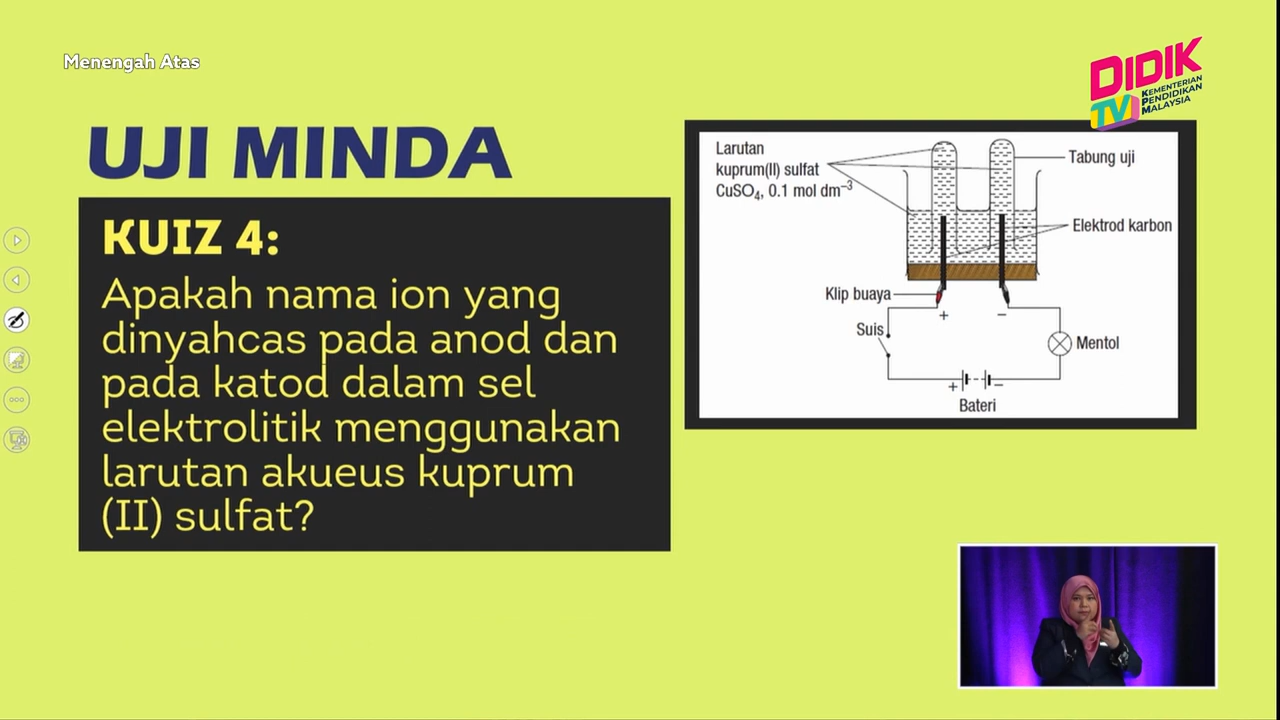 Menengah Atas
DIDIK
TV
KEMENTERIAN
PENDIDIKAN
MALAYSIA
UJI MINDA
KUIZ 4:
Apakah nama ion yang
dinyahcas pada anod dan
pada katod dalam sel
elektrolitik menggunakan
larutan akueus kuprum
(II) sulfat?
Larutan
kuprum(II) sulfat
CuSO₄, 0.1 mol dm⁻³
Tabung uji
Elektrod karbon
Klip buaya
+ −
Suis
Mentol
+ −
Bateri